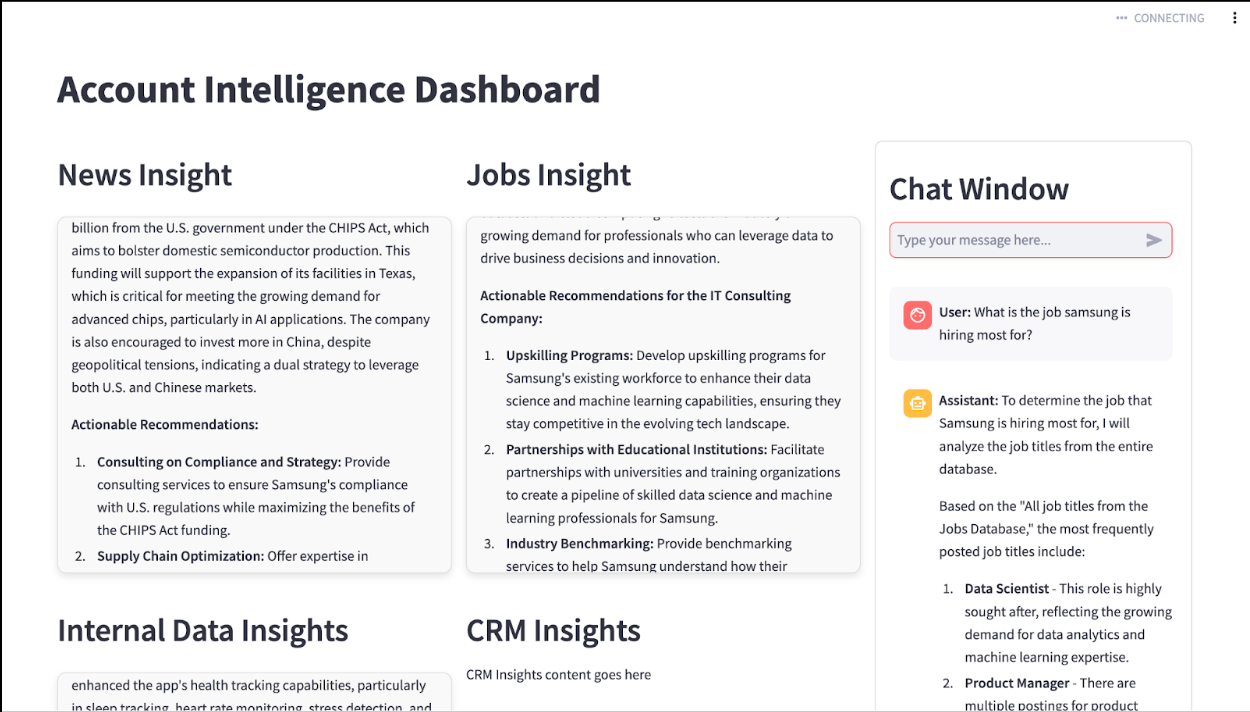 CONNECTING
Account Intelligence Dashboard
News Insight
billion from the U.S. government under the CHIPS Act, which
aims to bolster domestic semiconductor production. This
funding will support the expansion of its facilities in Texas,
which is critical for meeting the growing demand for
advanced chips, particularly in AI applications. The company
is also encouraged to invest more in China, despite
geopolitical tensions, indicating a dual strategy to leverage
both U.S. and Chinese markets.
Actionable Recommendations:
1. Consulting on Compliance and Strategy: Provide
consulting services to ensure Samsung's compliance
with U.S. regulations while maximizing the benefits of
the CHIPS Act funding.
2. Supply Chain Optimization: Offer expertise in
Jobs Insight
growing demand for professionals who can leverage data to
drive business decisions and innovation.
Actionable Recommendations for the IT Consulting
Company:
1. Upskilling Programs: Develop upskilling programs for
Samsung's existing workforce to enhance their data
science and machine learning capabilities, ensuring they
stay competitive in the evolving tech landscape.
2. Partnerships with Educational Institutions: Facilitate
partnerships with universities and training organizations
to create a pipeline of skilled data science and machine
learning professionals for Samsung.
3. Industry Benchmarking: Provide benchmarking
services to help Samsung understand how their
Internal Data Insights
enhanced the app's health tracking capabilities, particularly
in sleep tracking, heart rate monitoring, stress detection, and
CRM Insights
CRM Insights content goes here
Chat Window
Type your message here...
User: What is the job samsung is
hiring most for?
Assistant: To determine the job that
Samsung is hiring most for, I will
analyze the job titles from the entire
database.
Based on the "All job titles from the
Jobs Database," the most frequently
posted job titles include:
1. Data Scientist - This role is highly
sought after, reflecting the growing
demand for data analytics and
machine learning expertise.
2. Product Manager - There are
multiple postings for product